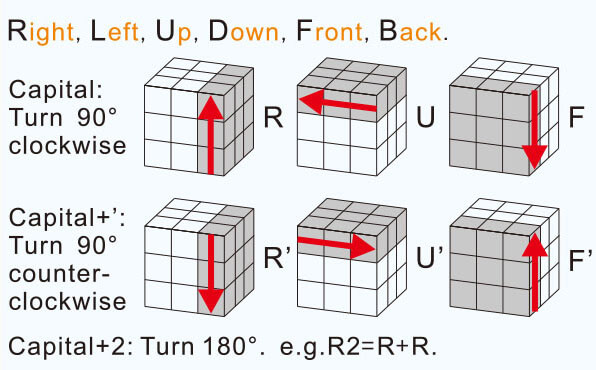 Right, Left, Up, Down, Front, Back.
Capital:
Turn 90°
clockwise
R
U
F
Capital+’:
Turn 90°
counter-
clockwise
R’
U’
F’
Capital+2: Turn 180°. e.g.R2=R+R.